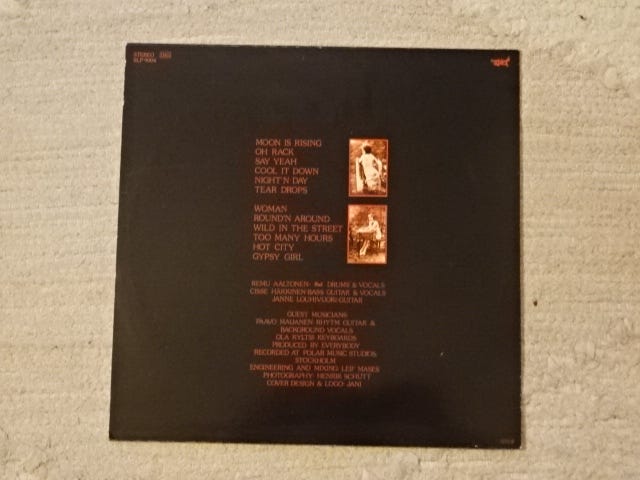 STEREO
SLP-9004
MOON IS RISING
OH RACK
SAY YEAH
COOL IT DOWN
NIGHT'N DAY
TEAR DROPS
WOMAN
ROUND'N AROUND
WILD IN THE STREET
TOO MANY HOURS
HOT CITY
GYPSY GIRL
REMU AALTONEN· DRUMS & VOCALS
CISSE HÄKKINEN·BASS GUITAR & VOCALS
JANNE LOUHIVUORI·GUITAR
GUEST MUSICIANS:
PAAVO MAIJANEN·RHYTM GUITAR &
BACKGROUND VOCALS
OLA KEYBOARDS
PRODUCED BY EVERYBODY
RECORDED AT POLAR MUSIC STUDIOS,
STOCKHOLM
ENGINEERING AND MIXING: LEIF MASES
PHOTOGRAPHY: HENRIK SCHÜTT
COVER DESIGN & LOGO: JANI